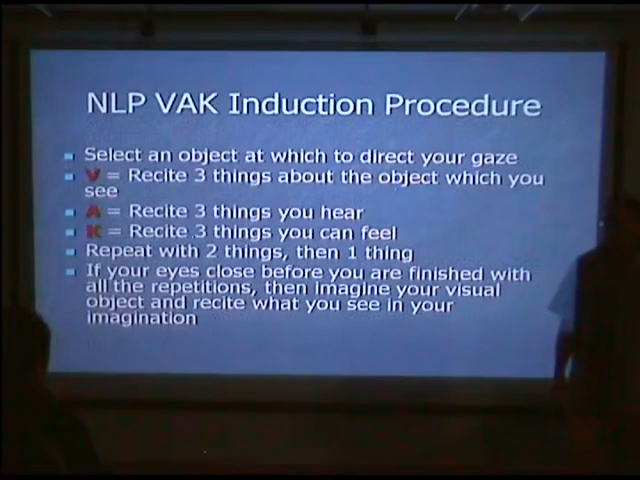 NLP VAK Induction Procedure
Select an object at which to direct your gaze
V = Recite 3 things about the object which you
see
A = Recite 3 things you hear
K = Recite 3 things you can feel
Repeat with 2 things, then 1 thing
If your eyes close before you are finished with
all the repetitions, then imagine your visual
object and recite what you see in your
imagination